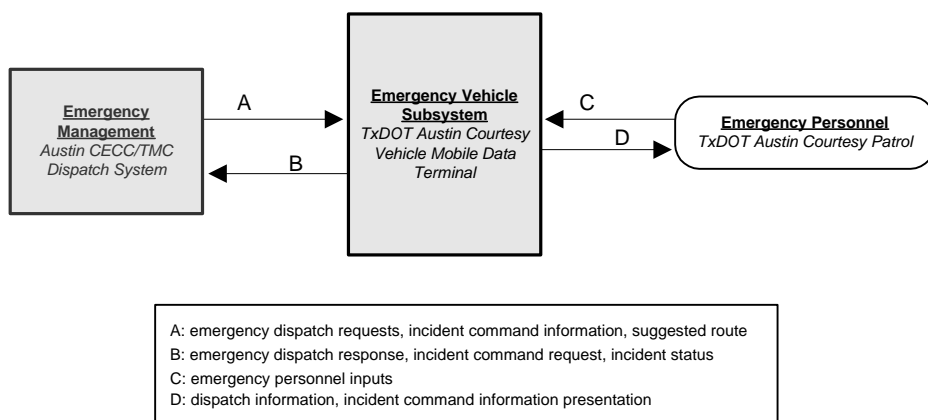 Emergency
Management
Austin CECC/TMC
Dispatch System
A
B
Emergency Vehicle
Subsystem
TxDOT Austin Courtesy
Vehicle Mobile Data
Terminal
C
D
Emergency Personnel
TxDOT Austin Courtesy Patrol
A: emergency dispatch requests, incident command information, suggested route
B: emergency dispatch response, incident command request, incident status
C: emergency personnel inputs
D: dispatch information, incident command information presentation